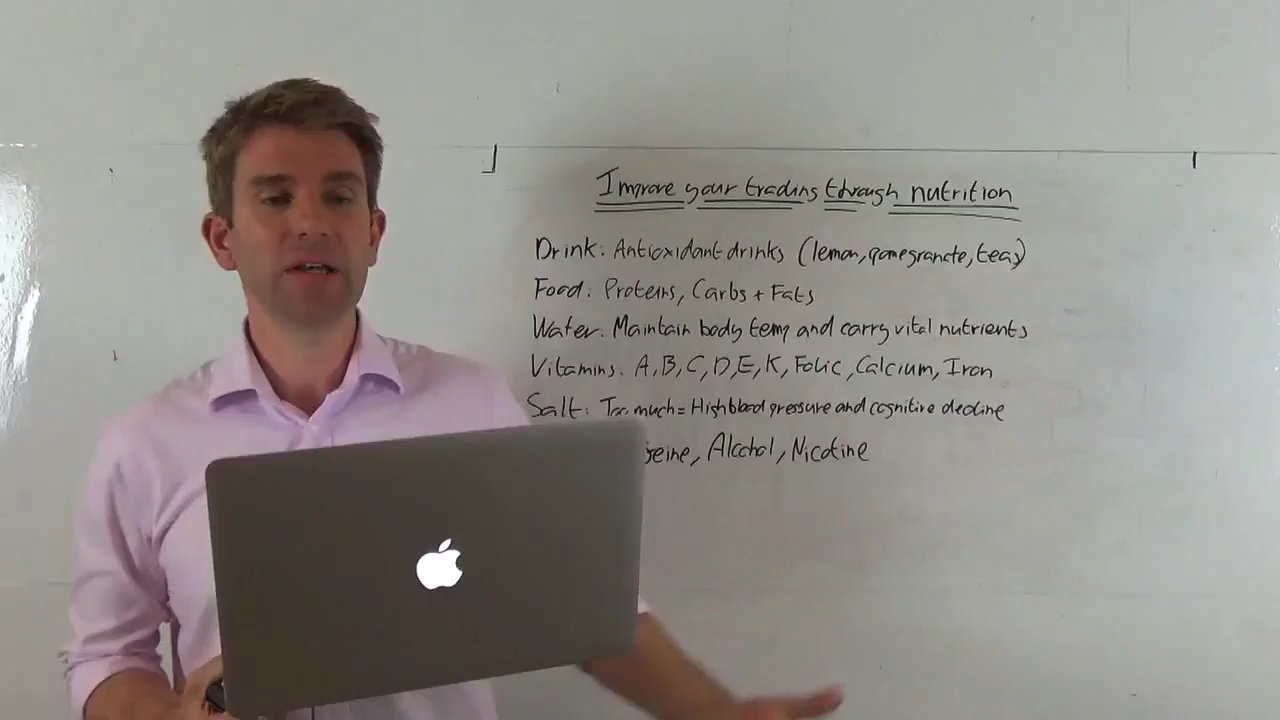 Improve your trading through nutrition
Drink: Antioxidant drinks (lemon, pomegranate, tea)
Food: Proteins, Carbs + Fats
Water: Maintain body temp and carry vital nutrients
Vitamins: A, B, C, D, E, K, Folic, Calcium, Iron
Salt: Too much = High blood pressure and cognitive decline
Alcohol, Nicotine